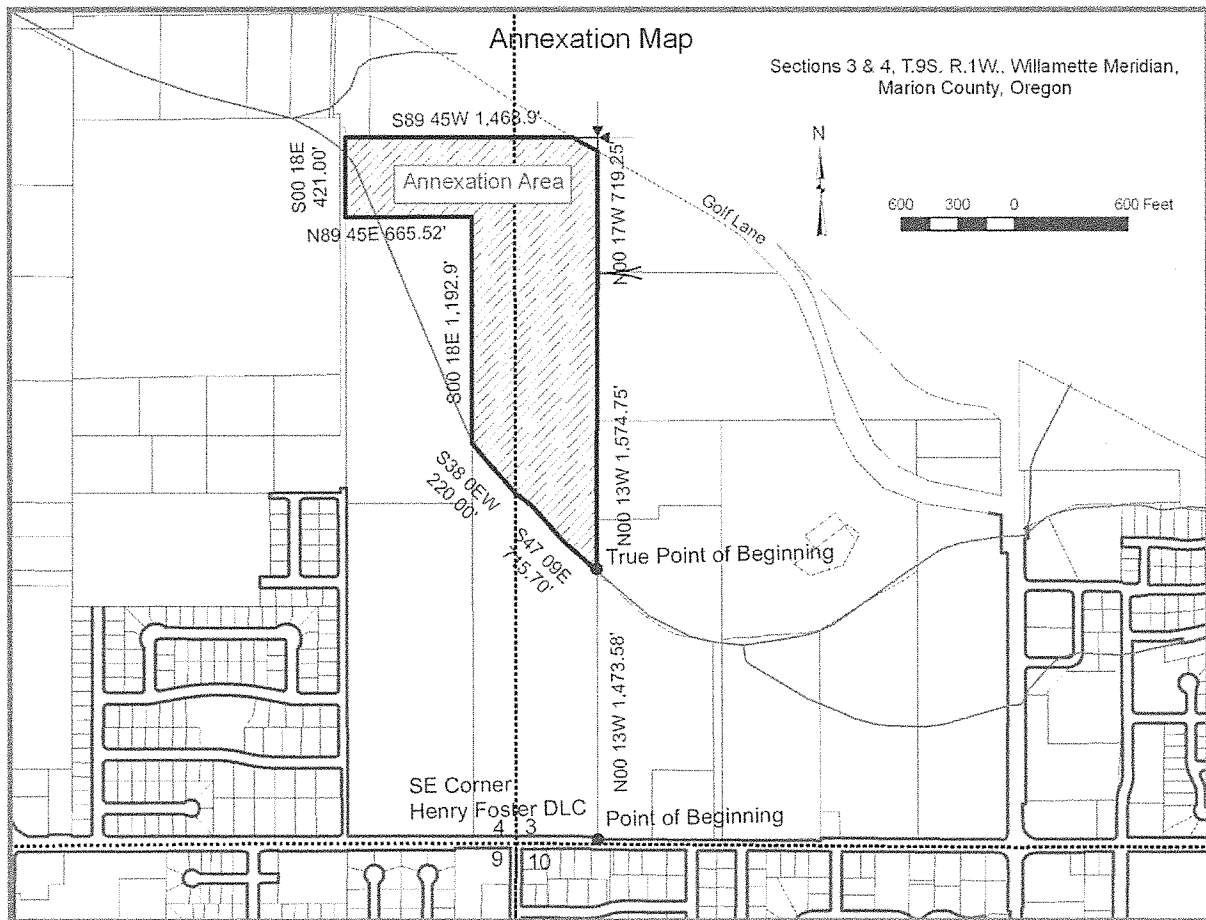 Annexation Map
Sections 3 & 4, T.9S. R.1W., Willamette Meridian,
Marion County, Oregon
S89 45W 1,468.9'
N
600 300 0 600 Feet
Golf Lane
S00 18E
421.00'
Annexation Area
N00 17W 719.25'
N89 45E 665.52'
S00 18E 1,192.9'
N00 13W 1,574.75'
S38 0EW
220.00'
S47 09E
True Point of Beginning
N00 13W 1,473.58'
SE Corner
Henry Foster DLC
Point of Beginning
4 3
9 10